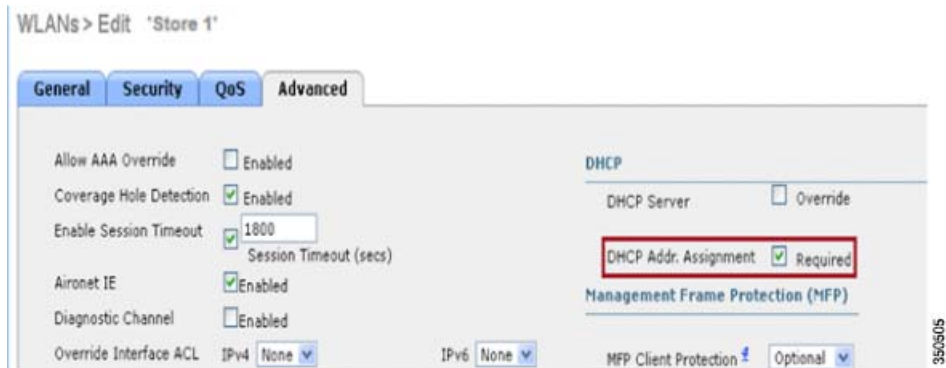 WLANs > Edit 'Store 1'
General Security QoS Advanced
Allow AAA Override Enabled
Coverage Hole Detection Enabled
Enable Session Timeout 1800
Session Timeout (secs)
Aironet IE Enabled
Diagnostic Channel Enabled
Override Interface ACL IPv4 None IPv6 None
DHCP
DHCP Server Override
DHCP Addr. Assignment Required
Management Frame Protection (MFP)
MFP Client Protection 4 Optional
350505